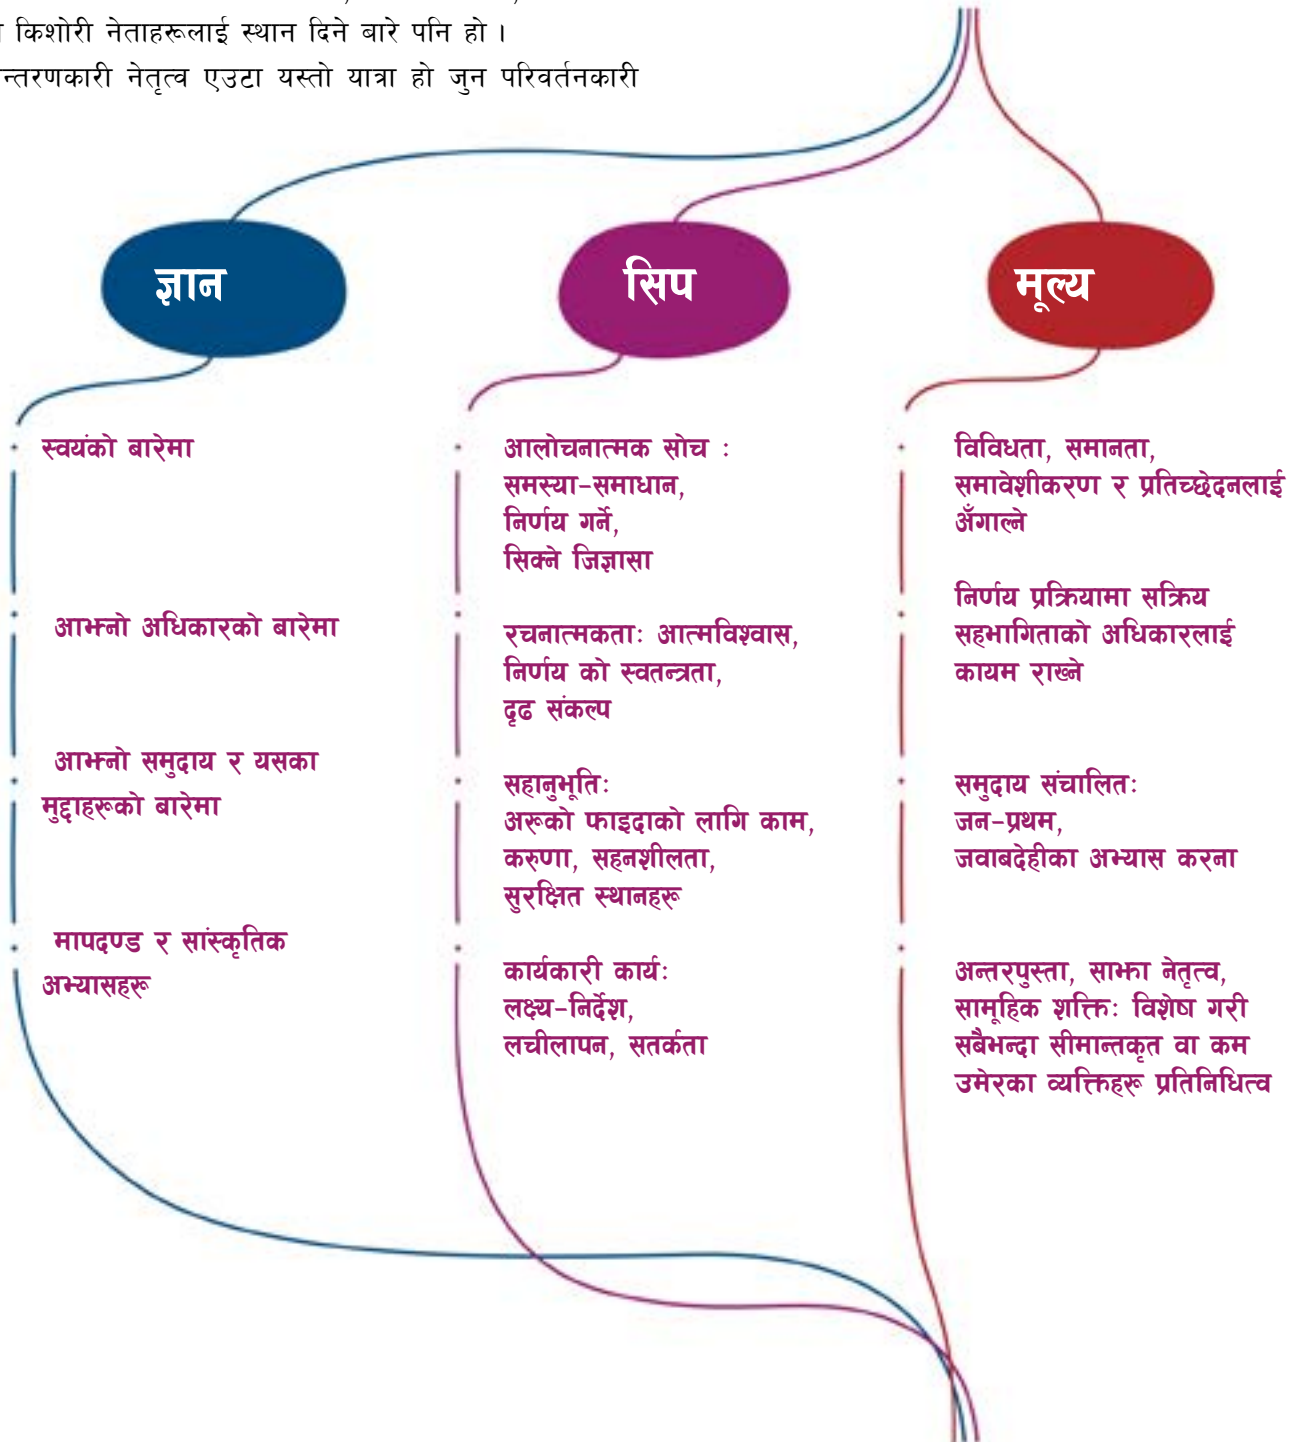 किशोरी नेताहरूलाई स्थान दिने बारे पनि हो ।
न्तरणकारी नेतृत्व एउटा यस्तो यात्रा हो जुन परिवर्तनकारी
ज्ञान
स्वयंको बारेमा
आफ्नो अधिकारको बारेमा
आफ्नो समुदाय र यसका
मुद्दाहरूको बारेमा
मापदण्ड र सांस्कृतिक
अभ्यासहरू
सिप
आलोचनात्मक सोच :
समस्या-समाधान,
निर्णय गर्ने,
सिक्ने जिज्ञासा
रचनात्मकताः आत्मविश्वास,
निर्णय को स्वतन्त्रता,
दृढ संकल्प
सहानुभूतिः
अरूको फाइदाको लागि काम,
करुणा, सहनशीलता,
सुरक्षित स्थानहरू
कार्यकारी कार्यः
लक्ष्य-निर्देश,
लचीलापन, सतर्कता
मूल्य
विविधता, समानता,
समावेशीकरण र प्रतिच्छेदनलाई
अँगाल्ने
निर्णय प्रक्रियामा सक्रिय
सहभागिताको अधिकारलाई
कायम राख्ने
समुदाय संचालितः
जन-प्रथम,
जवाबदेहीका अभ्यास करना
अन्तरपुस्ता, साझा नेतृत्व,
सामूहिक शक्तिः विशेष गरी
सबैभन्दा सीमान्तकृत वा कम
उमेरका व्यक्तिहरू प्रतिनिधित्व